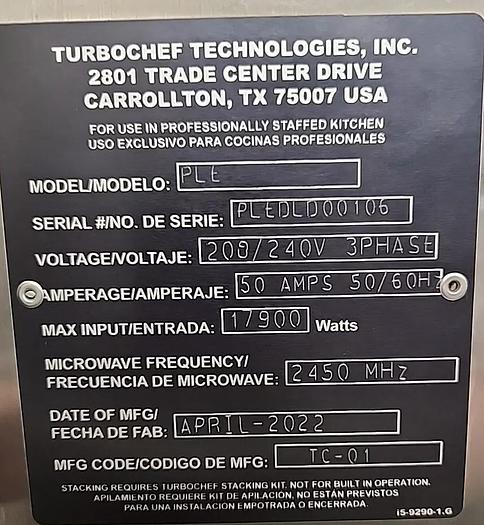 TURBOCHEF TECHNOLOGIES, INC.
2801 TRADE CENTER DRIVE
CARROLLTON, TX 75007 USA
FOR USE IN PROFESSIONALLY STAFFED KITCHEN
USO EXCLUSIVO PARA COCINAS PROFESIONALES
MODEL/MODELO: PLE
SERIAL #/NO. DE SERIE: PLEDLD00106
VOLTAGE/VOLTAJE: 208/240V 3PHASE
AMPERAGE/AMPERAJE: 50 AMPS 50/60Hz
MAX INPUT/ENTRADA: 17900 Watts
MICROWAVE FREQUENCY/
FRECUENCIA DE MICROWAVE: 2450 MHz
DATE OF MFG/
FECHA DE FAB: APRIL-2022
MFG CODE/CODIGO DE MFG: TC-01
STACKING REQUIRES TURBOCHEF STACKING KIT. NOT FOR BUILT IN OPERATION.
APILAMIENTO REQUIERE KIT DE APILACION, NO ESTÁN PREVISTOS
PARA UNA INSTALACION EMPOTRADA O ENCERRADA.
i5-9290-1.G